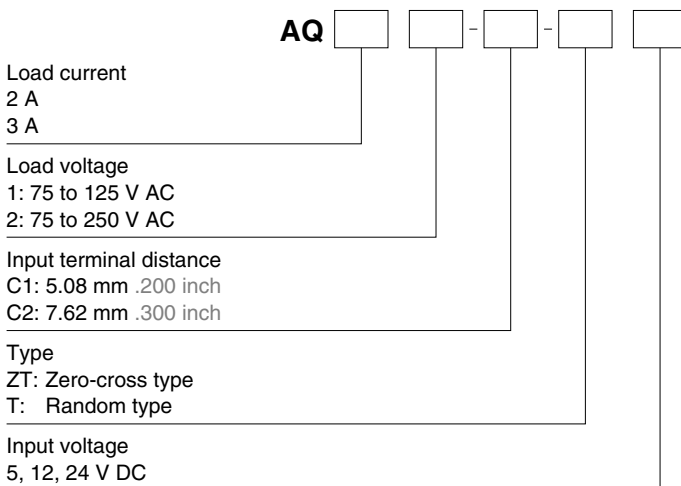 AQ - -
Load current
2 A
3 A
Load voltage
1: 75 to 125 V AC
2: 75 to 250 V AC
Input terminal distance
C1: 5.08 mm .200 inch
C2: 7.62 mm .300 inch
Type
ZT: Zero-cross type
T: Random type
Input voltage
5, 12, 24 V DC